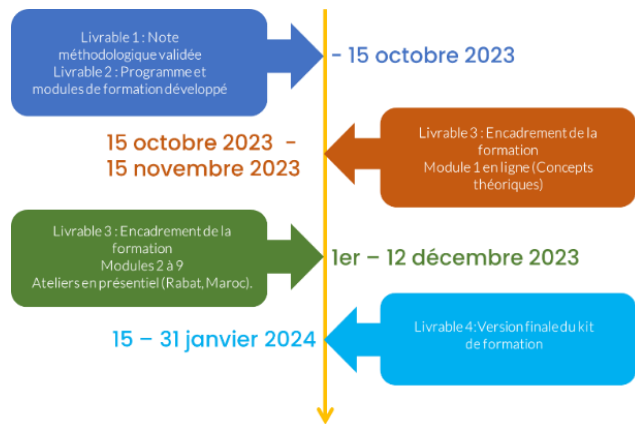 Livrable 1 : Note
méthodologique validée
Livrable 2 : Programme et
modules de formation développé
- 15 octobre 2023
15 octobre 2023 -
15 novembre 2023
Livrable 3 : Encadrement de la
formation
Module 1 en ligne (Concepts
théoriques)
Livrable 3 : Encadrement de la
formation
Modules 2 à 9
Ateliers en présentiel (Rabat, Maroc).
1er – 12 décembre 2023
15 – 31 janvier 2024
Livrable 4: Version finale du kit
de formation